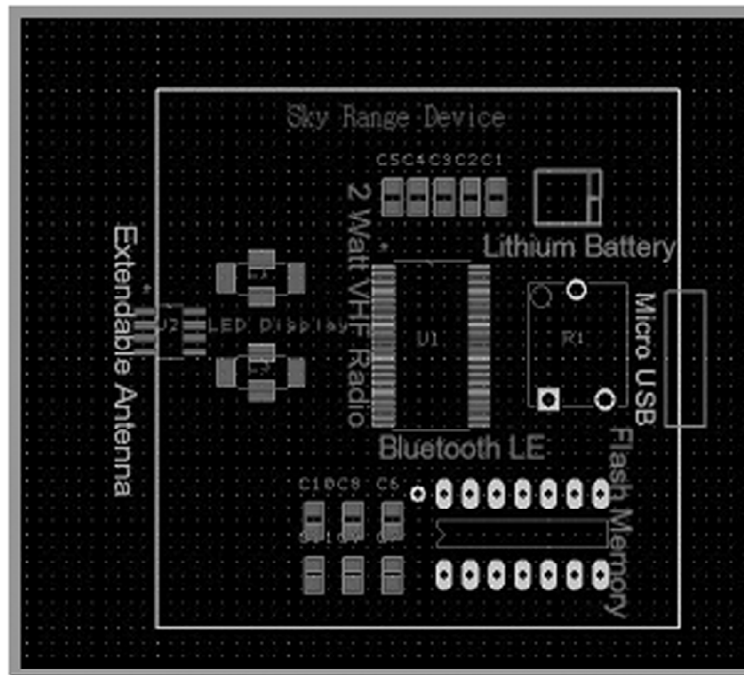 Sky Range Device
C5C4C3C2C1
2 Watt VHF Radio
Lithium Battery
Extendable Antenna
*
*
U2
LED Display
U1
R1
Micro USB
Bluetooth LE
Flash Memory
C10C8 C6